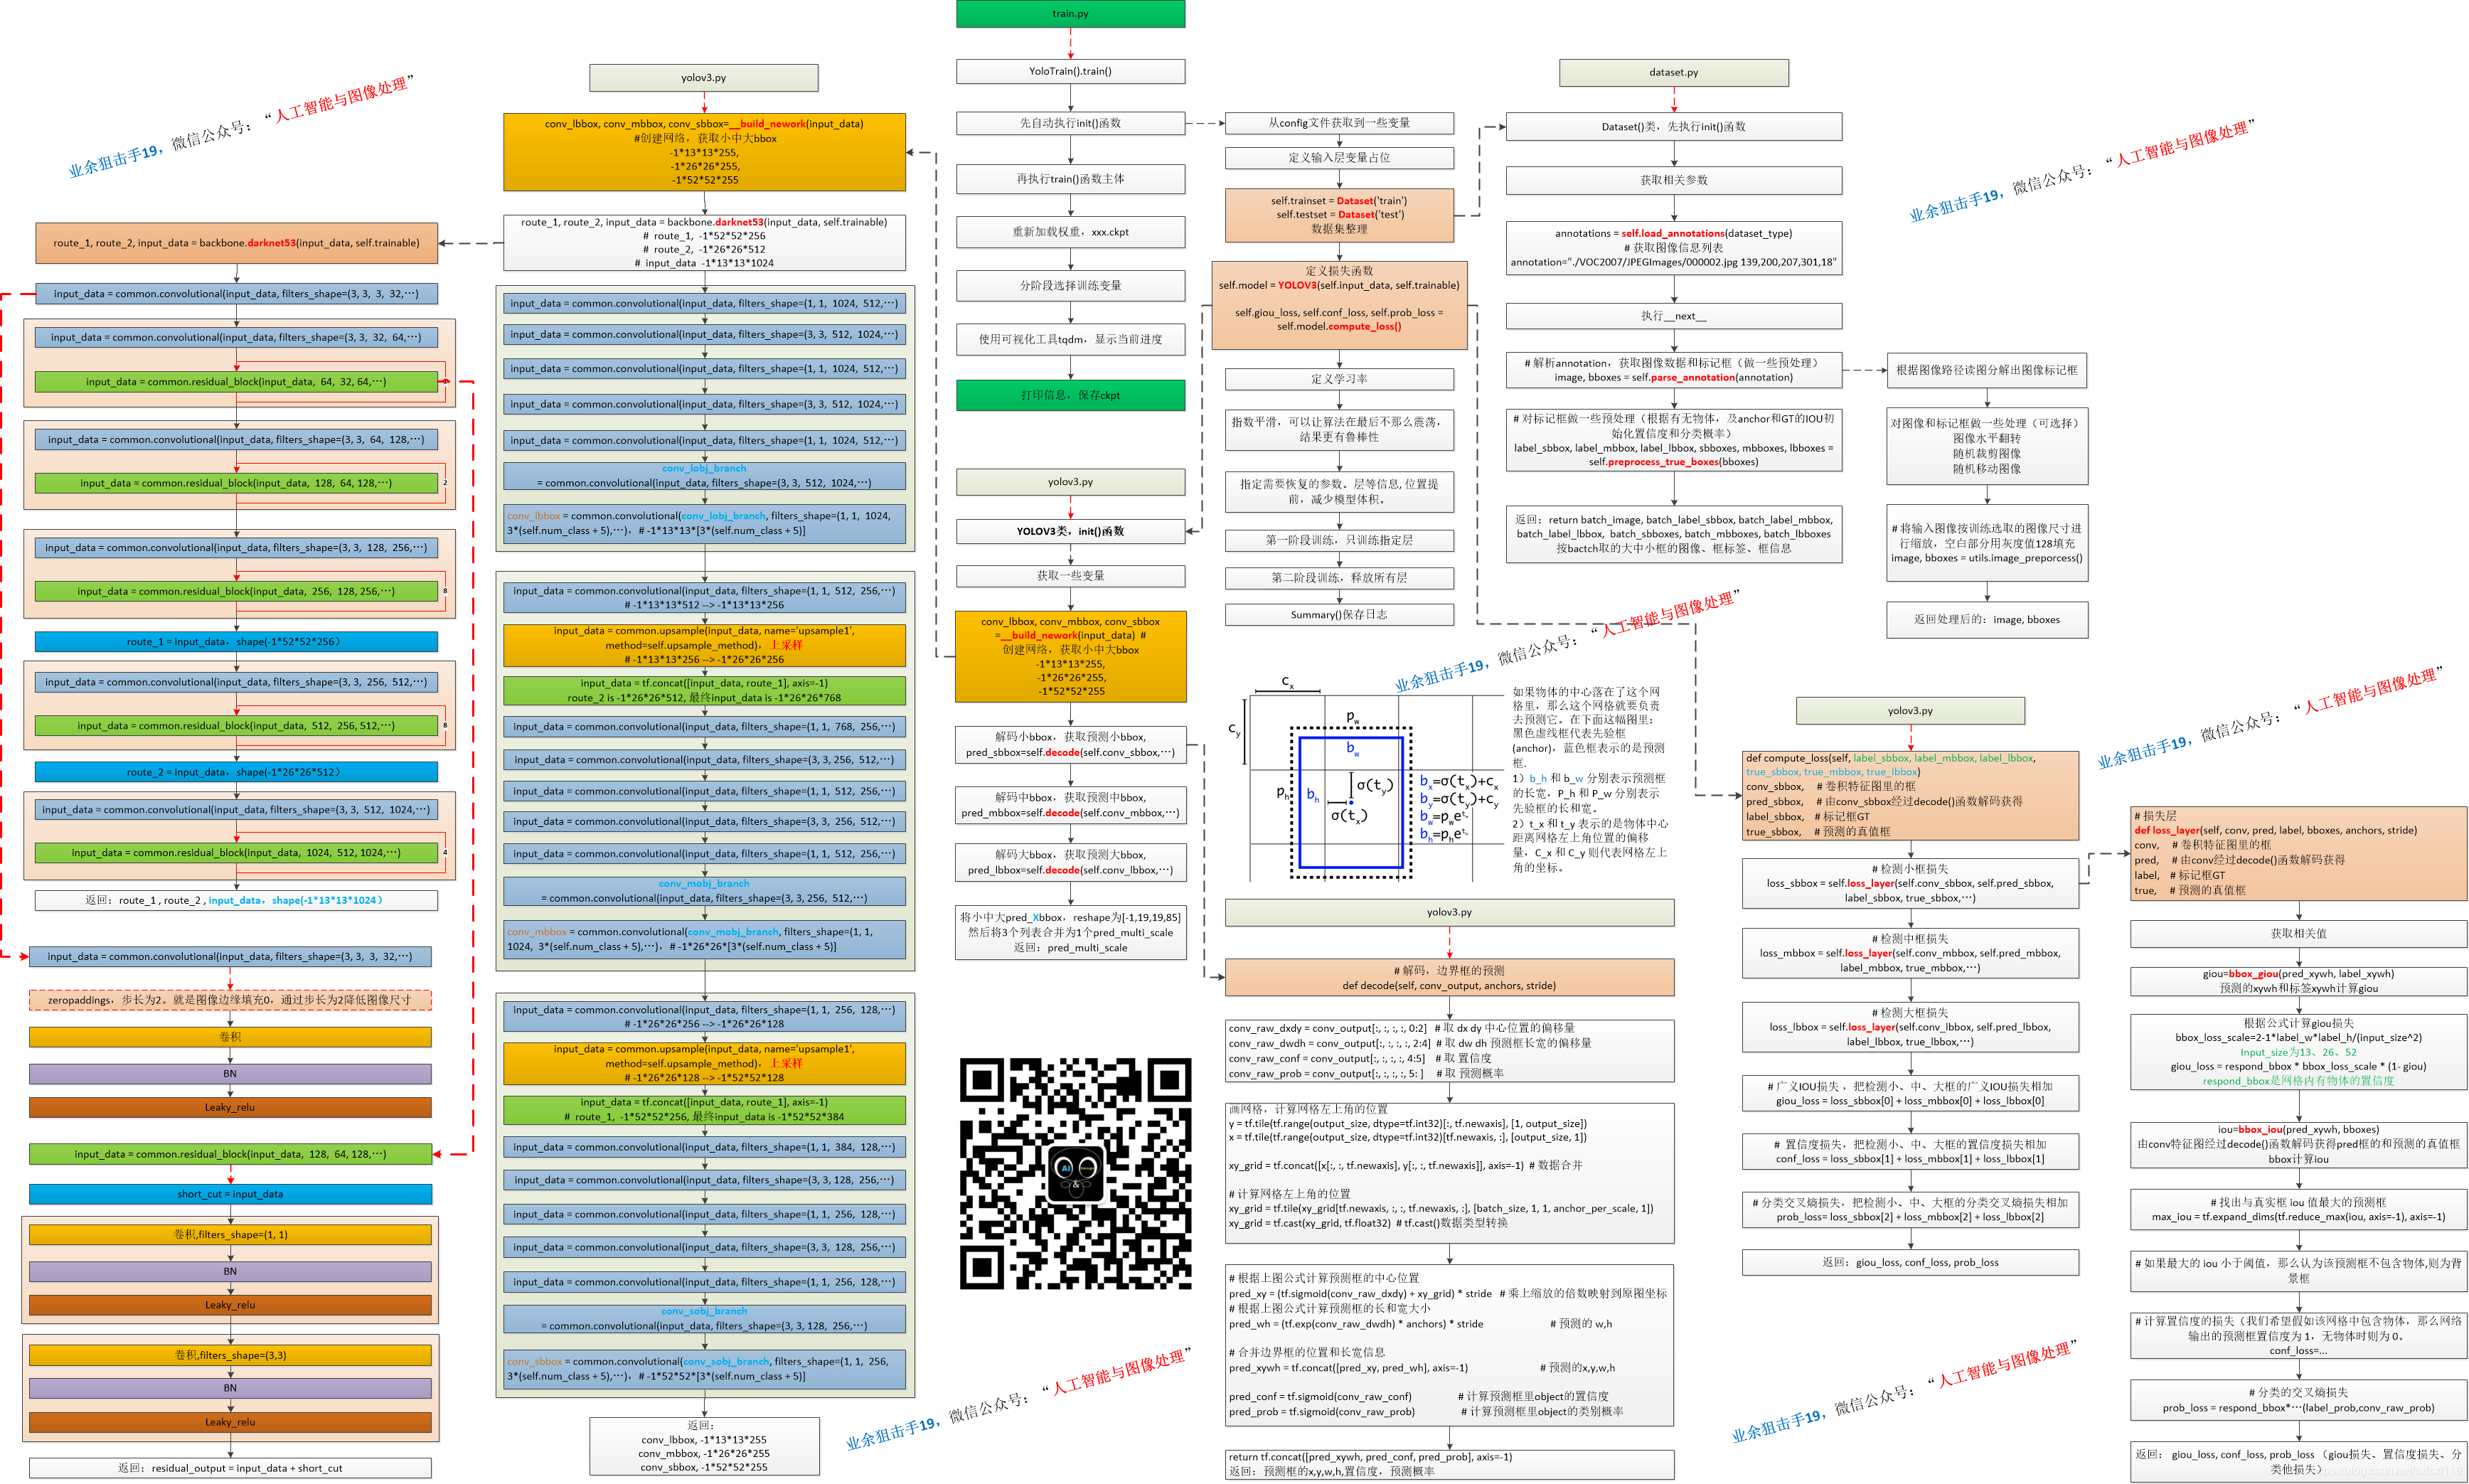 业余狙击手19，微信公众号：“人工智能与图像处理”
route_1, route_2, input_data = backbone.darknet53(input_data, self.trainable)
input_data = common.convolutional(input_data, filters_shape=(3, 3, 3, 32,⋯)
input_data = common.convolutional(input_data, filters_shape=(3, 3, 32, 64,⋯)
input_data = common.residual_block(input_data, 64, 32, 64,⋯)
input_data = common.convolutional(input_data, filters_shape=(3, 3, 64, 128,⋯)
input_data = common.residual_block(input_data, 128, 64, 128,⋯)
2
input_data = common.convolutional(input_data, filters_shape=(3, 3, 128, 256,⋯)
input_data = common.residual_block(input_data, 256, 128, 256,⋯)
8
route_1 = input_data，shape(-1*52*52*256）
input_data = common.convolutional(input_data, filters_shape=(3, 3, 256, 512,⋯)
input_data = common.residual_block(input_data, 512, 256, 512,⋯)
8
route_2 = input_data，shape(-1*26*26*512）
input_data = common.convolutional(input_data, filters_shape=(3, 3, 512, 1024,⋯)
input_data = common.residual_block(input_data, 1024, 512, 1024,⋯)
4
返回：route_1 , route_2 , input_data，shape(-1*13*13*1024）
input_data = common.convolutional(input_data, filters_shape=(3, 3, 3, 32,⋯)
zeropaddings，步长为2。就是图像边缘填充0，通过步长为2降低图像尺寸
卷积
BN
Leaky_relu
input_data = common.residual_block(input_data, 128, 64, 128,⋯)
short_cut = input_data
卷积,filters_shape=(1, 1)
BN
Leaky_relu
卷积,filters_shape=(3,3)
BN
Leaky_relu
返回：residual_output = input_data + short_cut
yolov3.py
conv_lbbox, conv_mbbox, conv_sbbox=__build_nework(input_data)
#创建网络，获取小中大bbox
-1*13*13*255,
-1*26*26*255,
-1*52*52*255
route_1, route_2, input_data = backbone.darknet53(input_data, self.trainable)
# route_1, -1*52*52*256
# route_2, -1*26*26*512
# input_data -1*13*13*1024
input_data = common.convolutional(input_data, filters_shape=(1, 1, 1024, 512,⋯)
input_data = common.convolutional(input_data, filters_shape=(3, 3, 512, 1024,⋯)
input_data = common.convolutional(input_data, filters_shape=(1, 1, 1024, 512,⋯)
input_data = common.convolutional(input_data, filters_shape=(3, 3, 512, 1024,⋯)
input_data = common.convolutional(input_data, filters_shape=(1, 1, 1024, 512,⋯)
conv_lobj_branch
= common.convolutional(input_data, filters_shape=(3, 3, 512, 1024,⋯)
conv_lbbox = common.convolutional(conv_lobj_branch, filters_shape=(1, 1, 1024,
3*(self.num_class + 5),⋯)，# -1*13*13*[3*(self.num_class + 5)]
input_data = common.convolutional(input_data, filters_shape=(1, 1, 512, 256,⋯)
# -1*13*13*512 --> -1*13*13*256
input_data = common.upsample(input_data, name='upsample1',
method=self.upsample_method)，上采样
# -1*13*13*256 --> -1*26*26*256
input_data = tf.concat([input_data, route_1], axis=-1)
route_2 is -1*26*26*512, 最终input_data is -1*26*26*768
input_data = common.convolutional(input_data, filters_shape=(1, 1, 768, 256,⋯)
input_data = common.convolutional(input_data, filters_shape=(3, 3, 256, 512,⋯)
input_data = common.convolutional(input_data, filters_shape=(1, 1, 512, 256,⋯)
input_data = common.convolutional(input_data, filters_shape=(3, 3, 256, 512,⋯)
input_data = common.convolutional(input_data, filters_shape=(1, 1, 512, 256,⋯)
conv_mobj_branch
= common.convolutional(input_data, filters_shape=(3, 3, 256, 512,⋯)
conv_mbbox = common.convolutional(conv_mobj_branch, filters_shape=(1, 1,
1024, 3*(self.num_class + 5),⋯)，# -1*26*26*[3*(self.num_class + 5)]
input_data = common.convolutional(input_data, filters_shape=(1, 1, 256, 128,⋯)
# -1*26*26*256 --> -1*26*26*128
input_data = common.upsample(input_data, name='upsample1',
method=self.upsample_method)，上采样
# -1*26*26*128 --> -1*52*52*128
input_data = tf.concat([input_data, route_1], axis=-1)
# route_1, -1*52*52*256, 最终input_data is -1*52*52*384
input_data = common.convolutional(input_data, filters_shape=(1, 1, 384, 128,⋯)
input_data = common.convolutional(input_data, filters_shape=(3, 3, 128, 256,⋯)
input_data = common.convolutional(input_data, filters_shape=(1, 1, 256, 128,⋯)
input_data = common.convolutional(input_data, filters_shape=(3, 3, 128, 256,⋯)
input_data = common.convolutional(input_data, filters_shape=(1, 1, 256, 128,⋯)
conv_sobj_branch
= common.convolutional(input_data, filters_shape=(3, 3, 128, 256,⋯)
conv_sbbox = common.convolutional(conv_sobj_branch, filters_shape=(1, 1, 256,
3*(self.num_class + 5),⋯)，# -1*52*52*[3*(self.num_class + 5)]
返回：
conv_lbbox, -1*13*13*255
conv_mbbox, -1*26*26*255
conv_sbbox, -1*52*52*255
train.py
YoloTrain().train()
先自动执行init()函数
再执行train()函数主体
重新加载权重，xxx.ckpt
分阶段选择训练变量
使用可视化工具tqdm，显示当前进度
打印信息，保存ckpt
yolov3.py
YOLOV3类，init()函数
获取一些变量
conv_lbbox, conv_mbbox, conv_sbbox
=__build_nework(input_data) #
创建网络，获取小中大bbox
-1*13*13*255,
-1*26*26*255,
-1*52*52*255
解码小bbox，获取预测小bbox,
pred_sbbox=self.decode(self.conv_sbbox,⋯)
解码中bbox，获取预测中bbox,
pred_mbbox=self.decode(self.conv_mbbox,⋯)
解码大bbox，获取预测大bbox,
pred_lbbox=self.decode(self.conv_lbbox,⋯)
将小中大pred_Xbbox，reshape为[-1,19,19,85]
然后将3个列表合并为1个pred_multi_scale
返回：pred_multi_scale
AI
&
业余狙击手19，微信公众号：“人工智能与图像处理”
从config文件获取到一些变量
定义输入层变量占位
self.trainset = Dataset('train')
self.testset = Dataset('test')
数据集整理
定义损失函数
self.model = YOLOV3(self.input_data, self.trainable)
self.giou_loss, self.conf_loss, self.prob_loss =
self.model.compute_loss()
定义学习率
指数平滑，可以让算法在最后不那么震荡，
结果更有鲁棒性
指定需要恢复的参数。层等信息, 位置提
前，减少模型体积。
第一阶段训练，只训练指定层
第二阶段训练，释放所有层
Summary()保存日志
业余狙击手19，微信公众号：“人工智能与图像处理”
cx
cy
pw
bw
ph
bh
σ(ty)
σ(tx)
bx=σ(tx)+cx
by=σ(ty)+cy
bw=pwetw
bh=pheth
如果物体的中心落在了这个网
格里，那么这个网格就要负责
去预测它。在下面这幅图里：
黑色虚线框代表先验框
(anchor)，蓝色框表示的是预测
框.
1）b_h 和 b_w 分别表示预测框
的长宽，P_h 和 P_w 分别表示
先验框的长和宽。
2）t_x 和 t_y 表示的是物体中心
距离网格左上角位置的偏移
量，C_x 和 C_y 则代表网格左上
角的坐标。
yolov3.py
# 解码，边界框的预测
def decode(self, conv_output, anchors, stride)
conv_raw_dxdy = conv_output[:, :, :, :, 0:2] # 取 dx dy 中心位置的偏移量
conv_raw_dwdh = conv_output[:, :, :, :, 2:4] # 取 dw dh 预测框长宽的偏移量
conv_raw_conf = conv_output[:, :, :, :, 4:5] # 取 置信度
conv_raw_prob = conv_output[:, :, :, :, 5: ] # 取 预测概率
画网格，计算网格左上角的位置
y = tf.tile(tf.range(output_size, dtype=tf.int32)[:, tf.newaxis], [1, output_size])
x = tf.tile(tf.range(output_size, dtype=tf.int32)[tf.newaxis, :], [output_size, 1])
xy_grid = tf.concat([x[:, :, tf.newaxis], y[:, :, tf.newaxis]], axis=-1) # 数据合并
# 计算网格左上角的位置
xy_grid = tf.tile(xy_grid[tf.newaxis, :, :, tf.newaxis, :], [batch_size, 1, 1, anchor_per_scale, 1])
xy_grid = tf.cast(xy_grid, tf.float32) # tf.cast()数据类型转换
# 根据上图公式计算预测框的中心位置
pred_xy = (tf.sigmoid(conv_raw_dxdy) + xy_grid) * stride # 乘上缩放的倍数映射到原图坐标
# 根据上图公式计算预测框的长和宽大小
pred_wh = (tf.exp(conv_raw_dwdh) * anchors) * stride # 预测的 w,h
# 合并边界框的位置和长宽信息
pred_xywh = tf.concat([pred_xy, pred_wh], axis=-1) # 预测的x,y,w,h
pred_conf = tf.sigmoid(conv_raw_conf) # 计算预测框里object的置信度
pred_prob = tf.sigmoid(conv_raw_prob) # 计算预测框里object的类别概率
return tf.concat([pred_xywh, pred_conf, pred_prob], axis=-1)
返回：预测框的x,y,w,h,置信度，预测概率
dataset.py
Dataset()类，先执行init()函数
获取相关参数
annotations = self.load_annotations(dataset_type)
# 获取图像信息列表
annotation="./VOC2007/JPEGImages/000002.jpg 139,200,207,301,18"
执行__next__
# 解析annotation，获取图像数据和标记框（做一些预处理）
image, bboxes = self.parse_annotation(annotation)
# 对标记框做一些预处理（根据有无物体，及anchor和GT的IOU初
始化置信度和分类概率）
label_sbbox, label_mbbox, label_lbbox, sbboxes, mbboxes, lbboxes =
self.preprocess_true_boxes(bboxes)
返回：return batch_image, batch_label_sbbox, batch_label_mbbox,
batch_label_lbbox, batch_sbboxes, batch_mbboxes, batch_lbboxes
按bactch取的大中小框的图像、框标签、框信息
业余狙击手19，微信公众号：“人工智能与图像处理”
根据图像路径读图分解出图像标记框
对图像和标记框做一些处理（可选择）
图像水平翻转
随机裁剪图像
随机移动图像
# 将输入图像按训练选取的图像尺寸进
行缩放，空白部分用灰度值128填充
image, bboxes = utils.image_preporcess()
返回处理后的：image, bboxes
yolov3.py
def compute_loss(self, label_sbbox, label_mbbox, label_lbbox,
true_sbbox, true_mbbox, true_lbbox)
conv_sbbox, # 卷积特征图里的框
pred_sbbox, # 由conv_sbbox经过decode()函数解码获得
label_sbbox, # 标记框GT
true_sbbox, # 预测的真值框
# 检测小框损失
loss_sbbox = self.loss_layer(self.conv_sbbox, self.pred_sbbox,
label_sbbox, true_sbbox,⋯)
# 检测中框损失
loss_mbbox = self.loss_layer(self.conv_mbbox, self.pred_mbbox,
label_mbbox, true_mbbox,⋯)
# 检测大框损失
loss_lbbox = self.loss_layer(self.conv_lbbox, self.pred_lbbox,
label_lbbox, true_lbbox,⋯)
# 广义IOU损失 ，把检测小、中、大框的广义IOU损失相加
giou_loss = loss_sbbox[0] + loss_mbbox[0] + loss_lbbox[0]
# 置信度损失，把检测小、中、大框的置信度损失相加
conf_loss = loss_sbbox[1] + loss_mbbox[1] + loss_lbbox[1]
# 分类交叉熵损失，把检测小、中、大框的分类交叉熵损失相加
prob_loss= loss_sbbox[2] + loss_mbbox[2] + loss_lbbox[2]
返回：giou_loss, conf_loss, prob_loss
业余狙击手19，微信公众号：“人工智能与图像处理”
业余狙击手19，微信公众号：“人工智能与图像处理”
# 损失层
def loss_layer(self, conv, pred, label, bboxes, anchors, stride)
conv, # 卷积特征图里的框
pred, # 由conv经过decode()函数解码获得
label, # 标记框GT
true, # 预测的真值框
获取相关值
giou=bbox_giou(pred_xywh, label_xywh)
预测的xywh和标签xywh计算giou
根据公式计算giou损失
bbox_loss_scale=2-1*label_w*label_h/(input_size^2)
Input_size为13、26、52
giou_loss = respond_bbox * bbox_loss_scale * (1- giou)
respond_bbox是网格内有物体的置信度
iou=bbox_iou(pred_xywh, bboxes)
由conv特征图经过decode()函数解码获得pred框的和预测的真值框
bbox计算iou
# 找出与真实框 iou 值最大的预测框
max_iou = tf.expand_dims(tf.reduce_max(iou, axis=-1), axis=-1)
# 如果最大的 iou 小于阈值，那么认为该预测框不包含物体,则为背
景框
# 计算置信度的损失（我们希望假如该网格中包含物体，那么网络
输出的预测框置信度为 1，无物体时则为 0。
conf_loss=...
# 分类的交叉熵损失
prob_loss = respond_bbox*⋯(label_prob,conv_raw_prob)
返回： giou_loss, conf_loss, prob_loss （giou损失、置信度损失、分
类他损失）